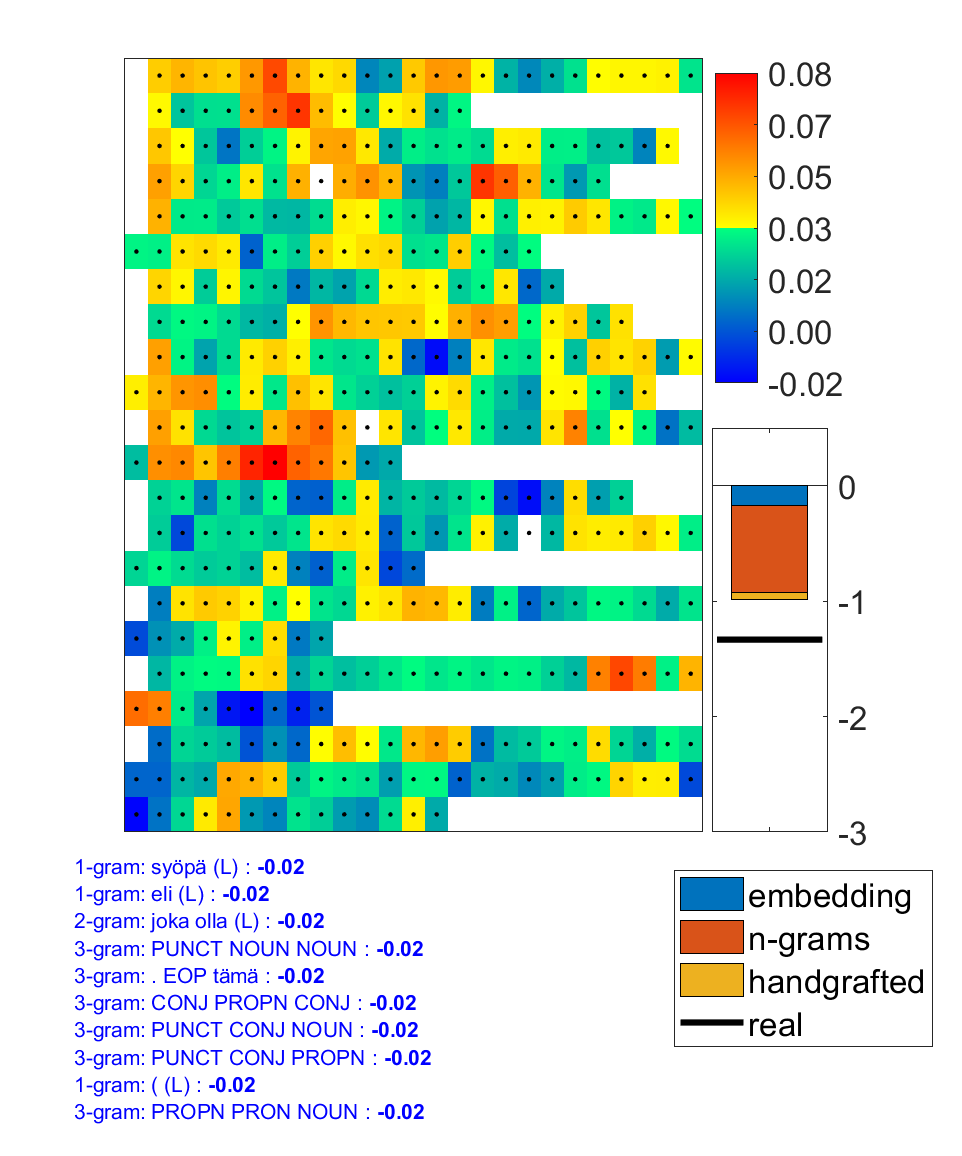 0.08
0.07
0.05
0.03
0.02
0.00
-0.02
0
-1
-2
-3
1-gram: syöpä (L) : -0.02
1-gram: eli (L) : -0.02
2-gram: joka olla (L) : -0.02
3-gram: PUNCT NOUN NOUN : -0.02
3-gram: . EOP tämä : -0.02
3-gram: CONJ PROPN CONJ : -0.02
3-gram: PUNCT CONJ NOUN : -0.02
3-gram: PUNCT CONJ PROPN : -0.02
1-gram: ( (L) : -0.02
3-gram: PROPN PRON NOUN : -0.02
embedding
n-grams
handgrafted
real